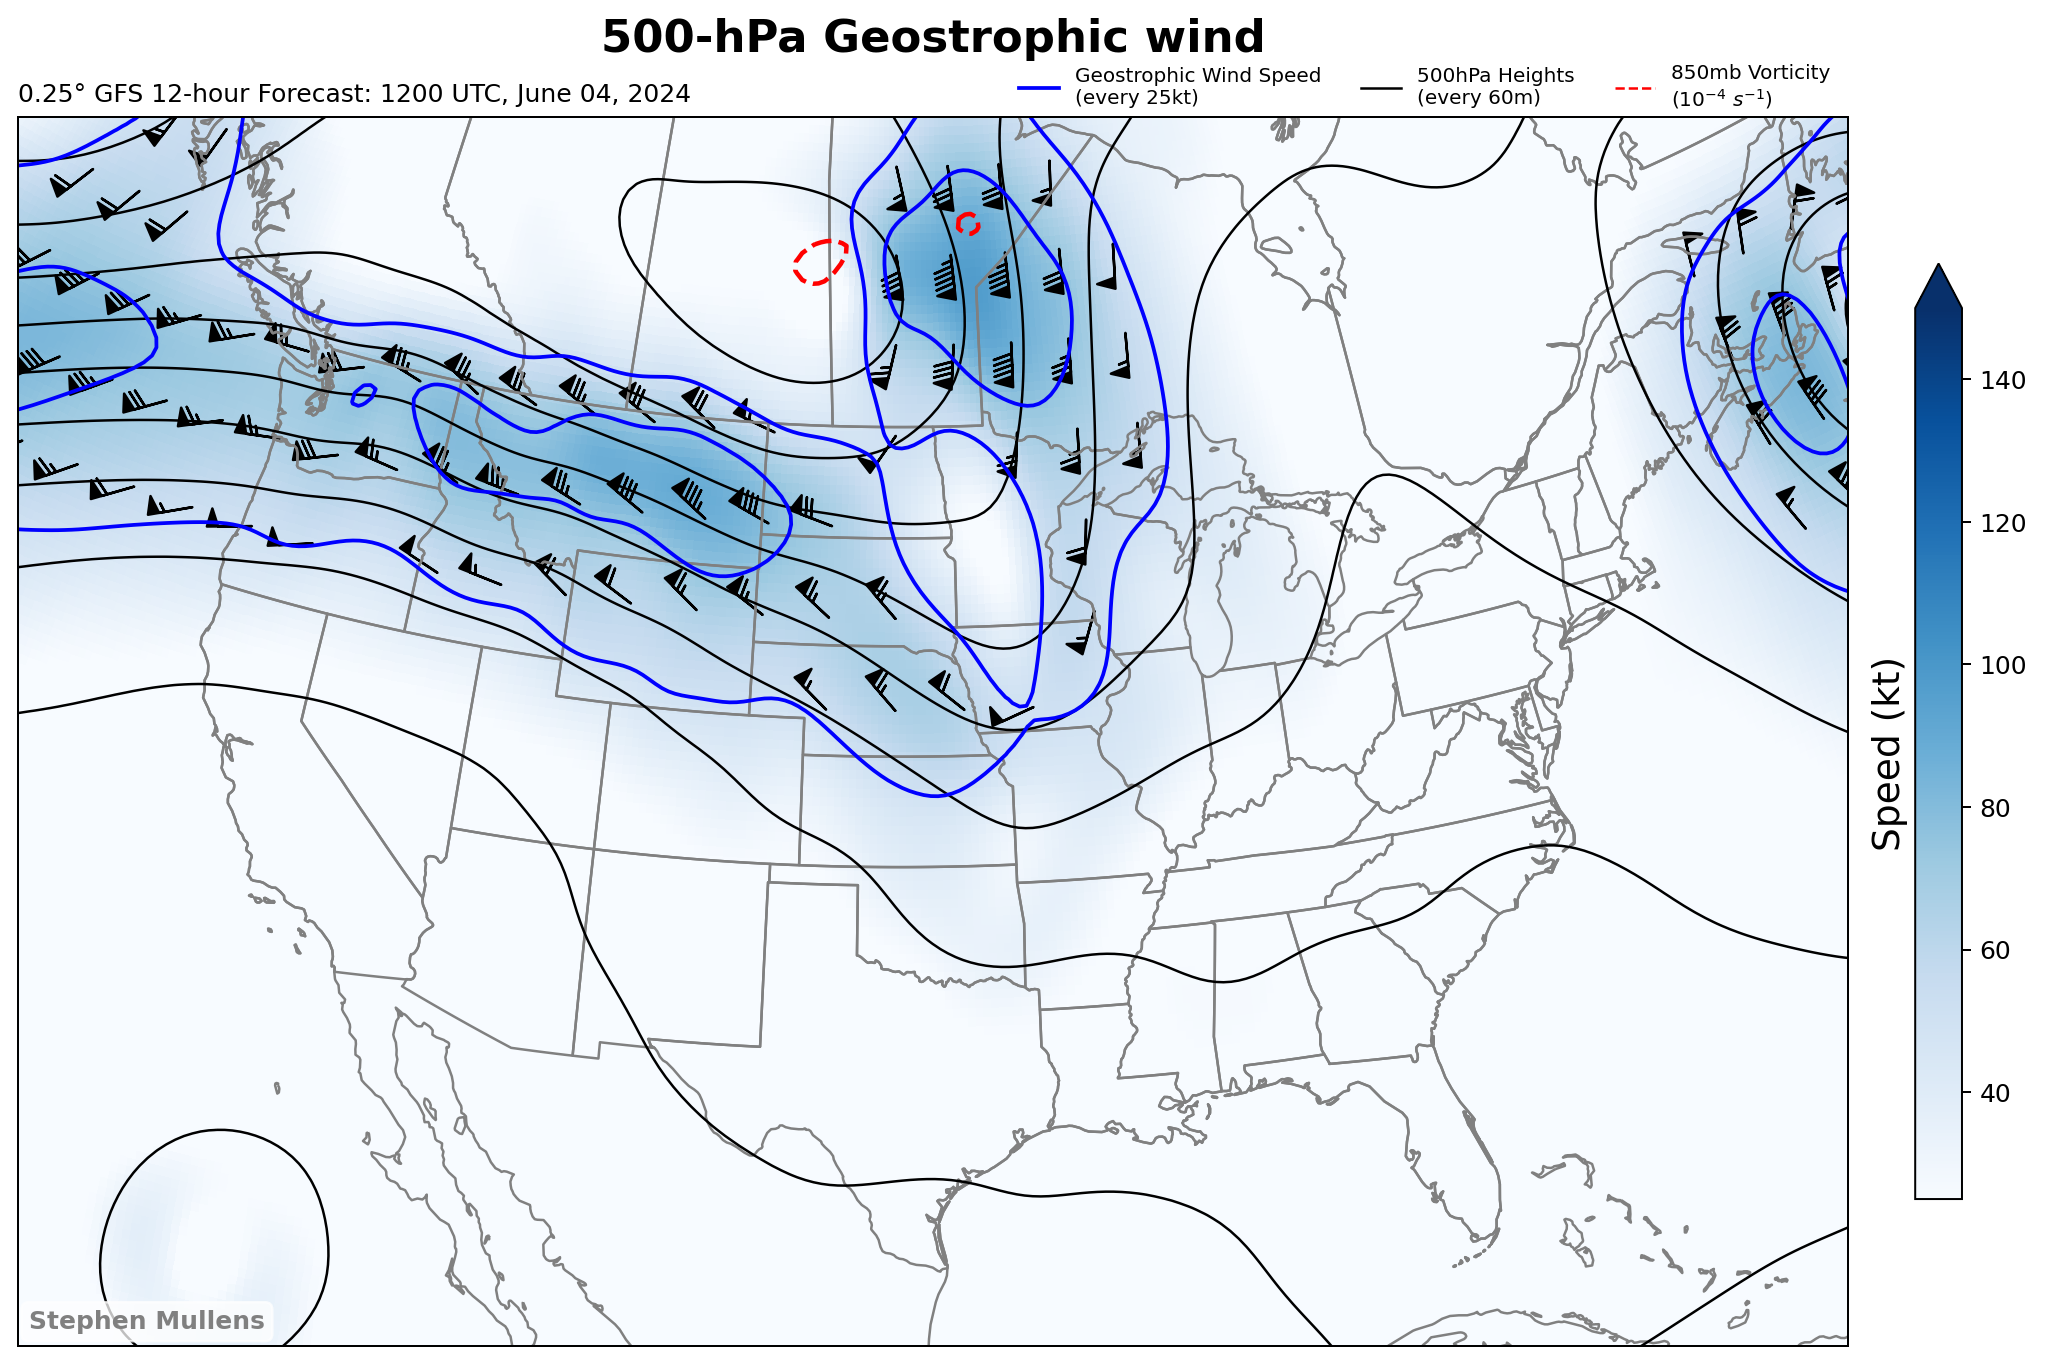 500-hPa Geostrophic wind
0.25° GFS 12-hour Forecast: 1200 UTC, June 04, 2024
Geostrophic Wind Speed
(every 25kt)
500hPa Heights
(every 60m)
850mb Vorticity
(10⁻⁴ s⁻¹)
140
120
100
80
60
40
Speed (kt)
Stephen Mullens